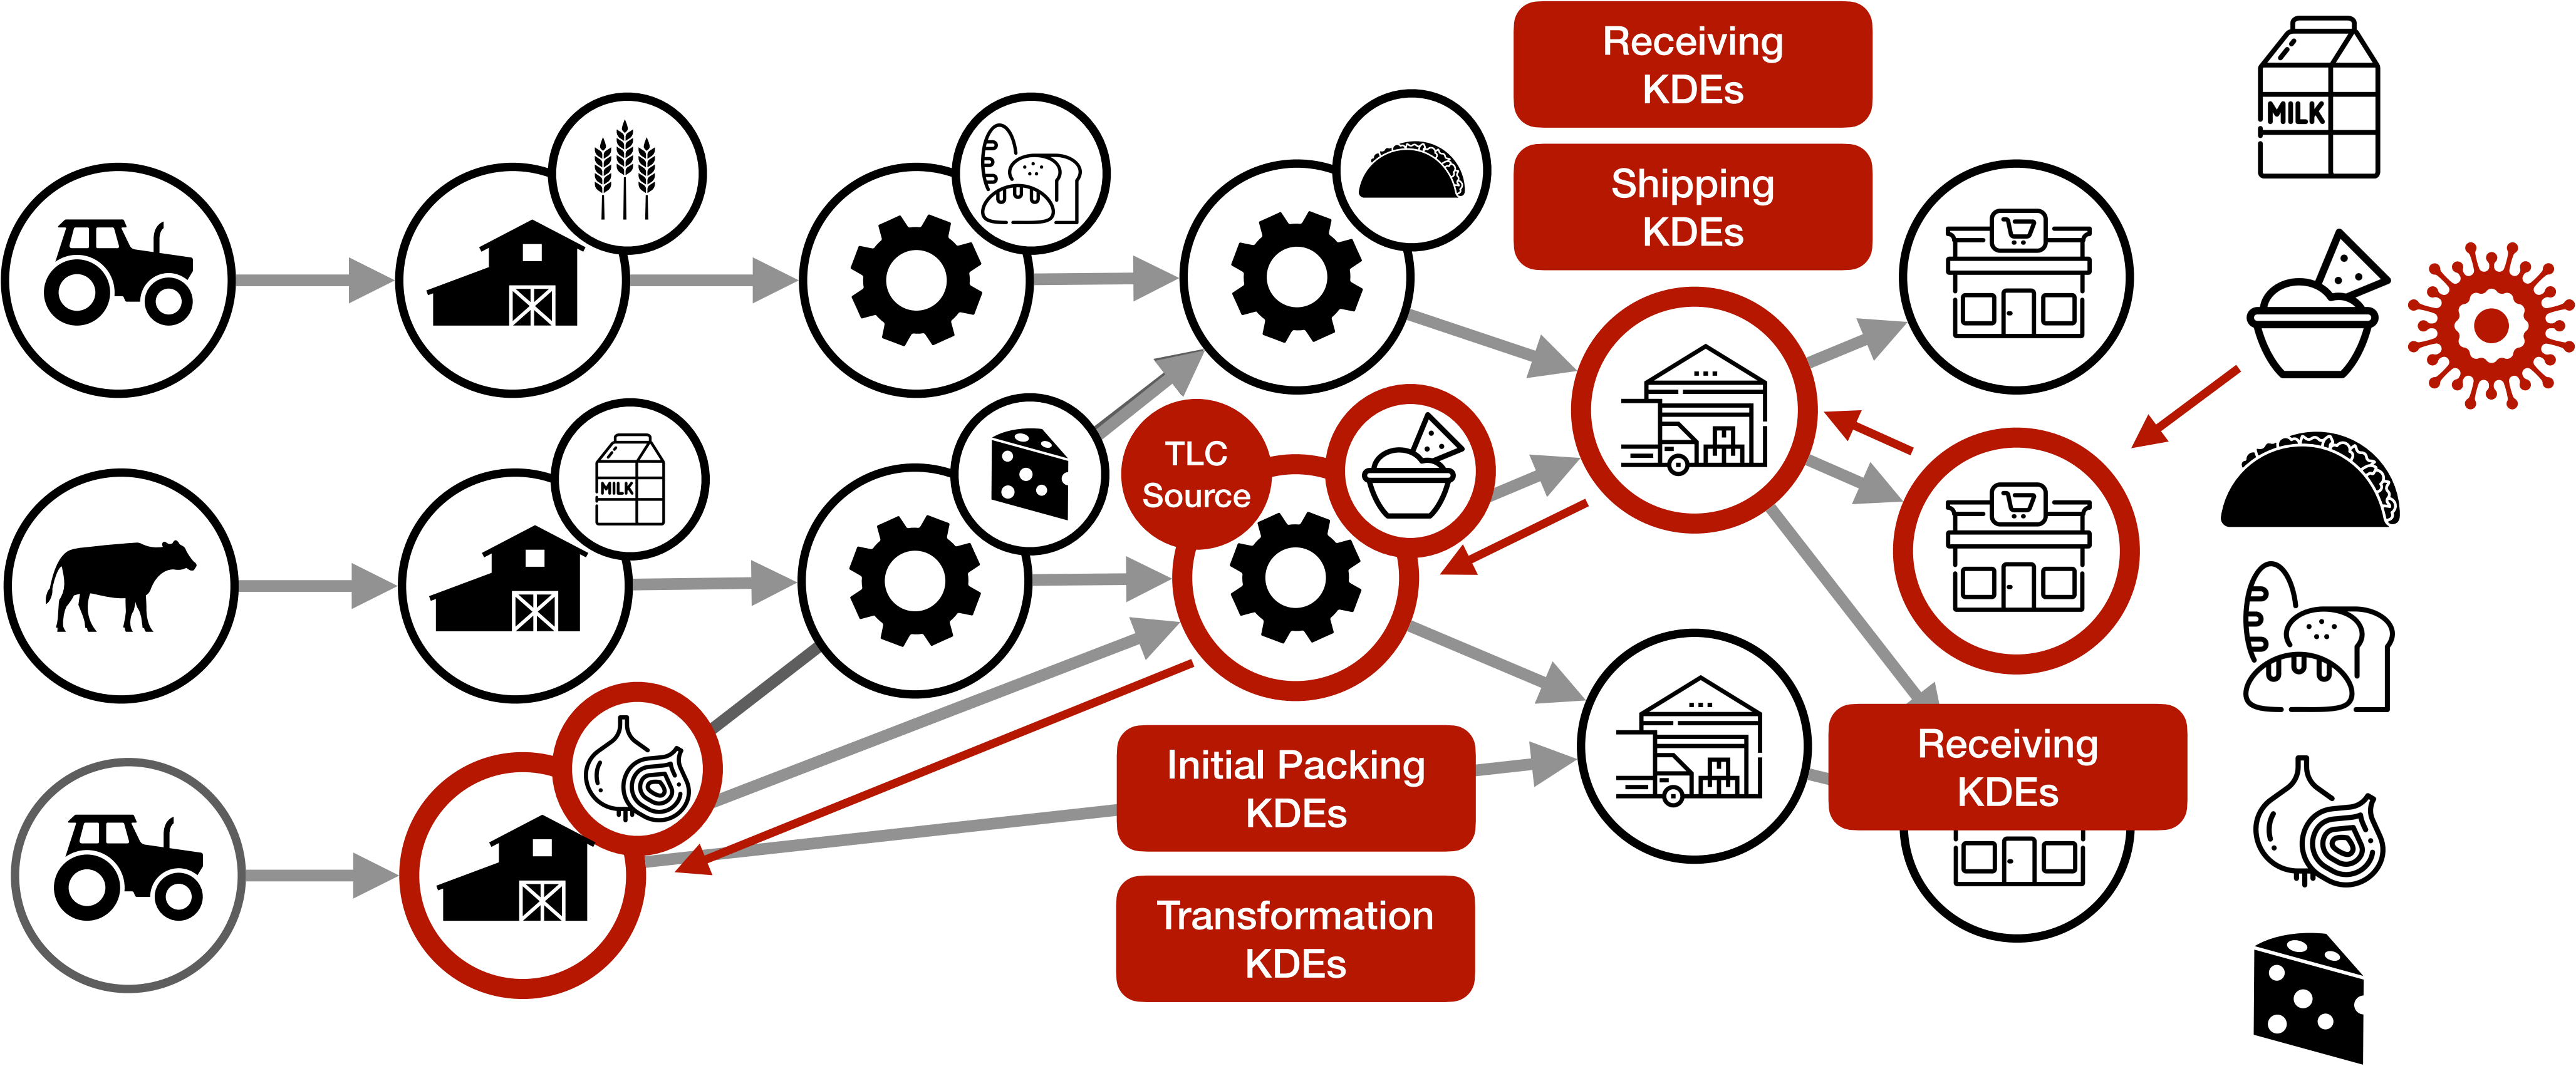 Receiving
KDEs
MILK
Shipping
KDEs
TLC
Source
MILK
Receiving
KDEs
Initial Packing
KDEs
Transformation
KDEs